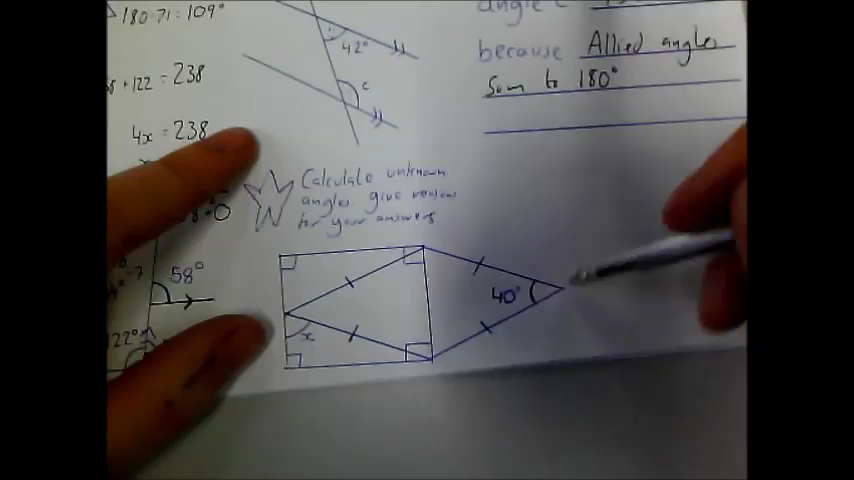 180-71=109°
42°
angle c
because Allied angles
Sum to 180°
+122 = 238
c
4x = 238
Calculate unknown
angles give reason
for your answers
58°
40°
x
122°